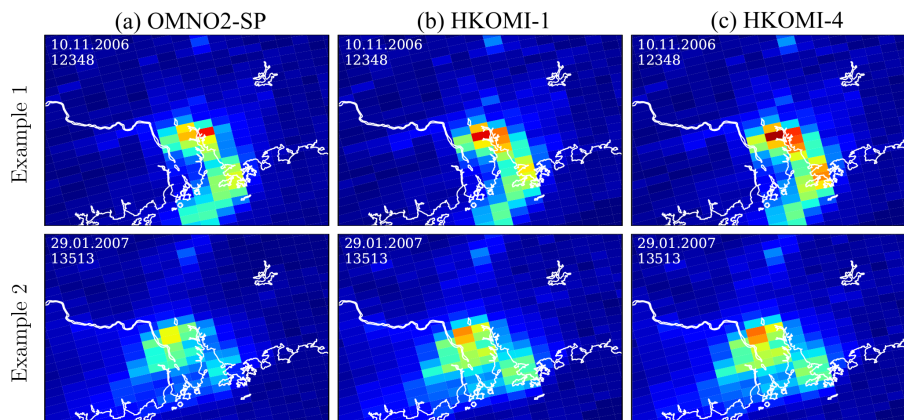 (a) OMNO2-SP
(b) HKOMI-1
(c) HKOMI-4
Example 1
10.11.2006
12348
10.11.2006
12348
10.11.2006
12348
Example 2
29.01.2007
13513
29.01.2007
13513
29.01.2007
13513